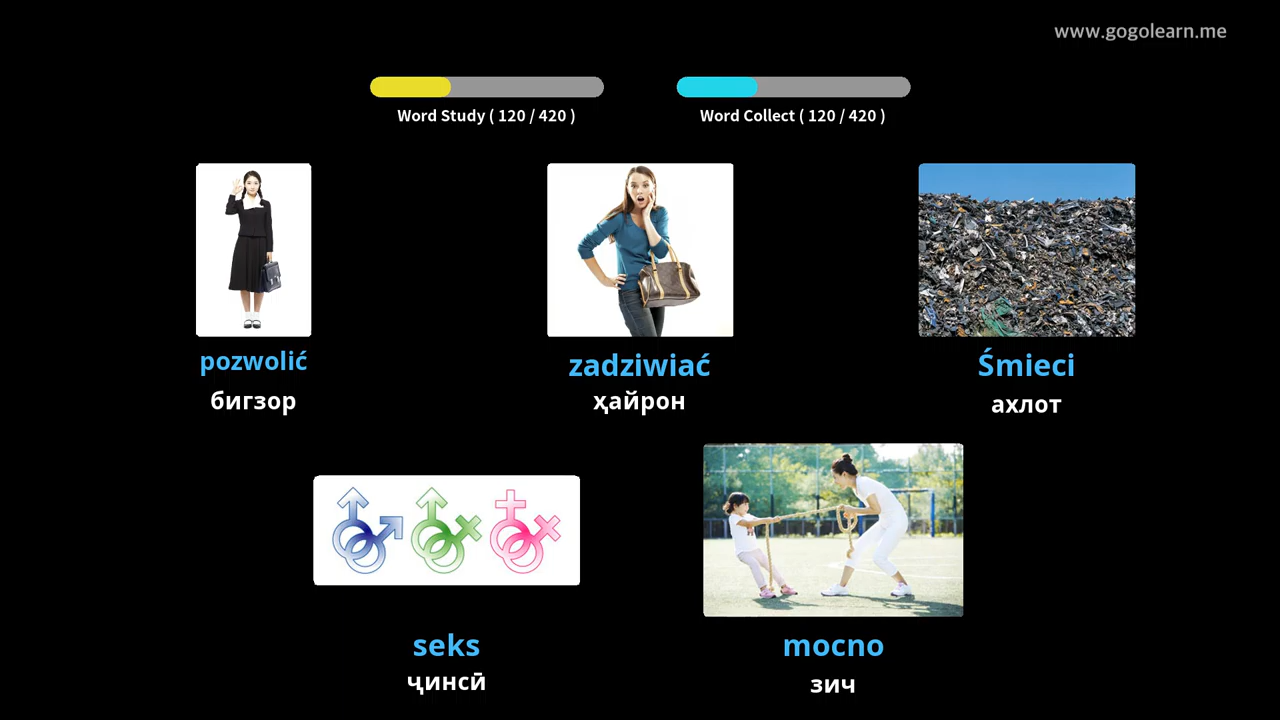 www.gogolearn.me
Word Study ( 120 / 420 )
Word Collect ( 120 / 420 )
pozwolić
бигзор
zadziwiać
ҳайрон
Śmieci
ахлот
seks
ҷинсӣ
mocno
зич